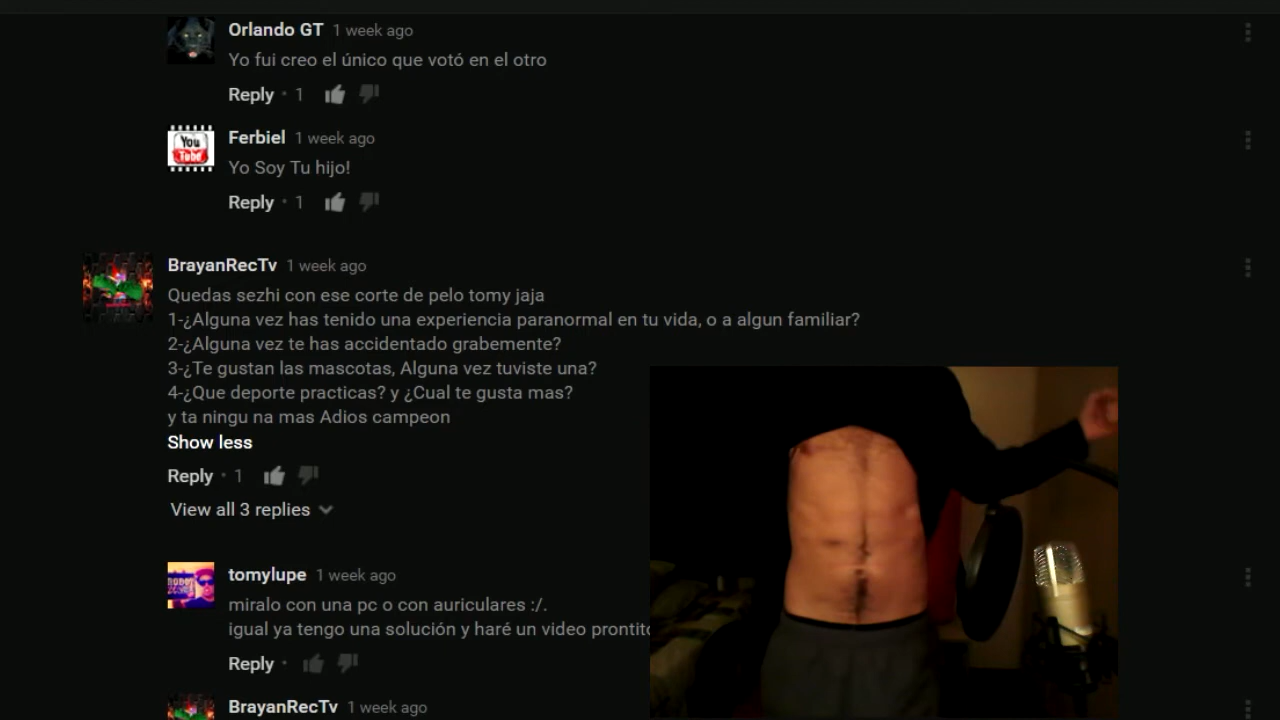 Orlando GT 1 week ago
Yo fui creo el único que votó en el otro
Reply · 1
Ferbiel 1 week ago
You
Tube
Yo Soy Tu hijo!
Reply · 1
BrayanRecTv 1 week ago
Quedas sezhi con ese corte de pelo tomy jaja
1-¿Alguna vez has tenido una experiencia paranormal en tu vida, o a algun familiar?
2-¿Alguna vez te has accidentado grabemente?
3-¿Te gustan las mascotas, Alguna vez tuviste una?
4-¿Que deporte practicas? y ¿Cual te gusta mas?
y ta ningu na mas Adios campeon
Show less
Reply · 1
View all 3 replies
tomylupe 1 week ago
miralo con una pc o con auriculares :/.
igual ya tengo una solución y haré un video prontito
Reply ·
BrayanRecTv 1 week ago